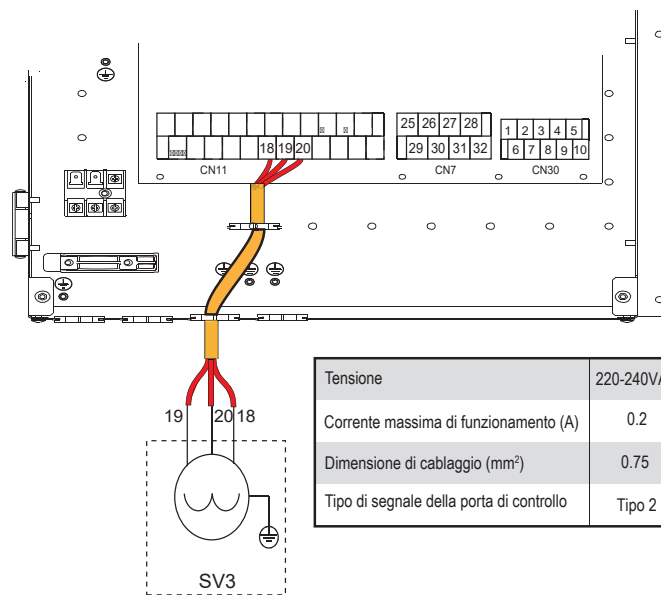 25 26 27 28
1 2 3 4 5
18 19 20
29 30 31 32
6 7 8 9 10
CN11
CN7
CN30
19 20 18
SV3
Tensione 220-240VA
Corrente massima di funzionamento (A) 0.2
Dimensione di cablaggio (mm²) 0.75
Tipo di segnale della porta di controllo Tipo 2